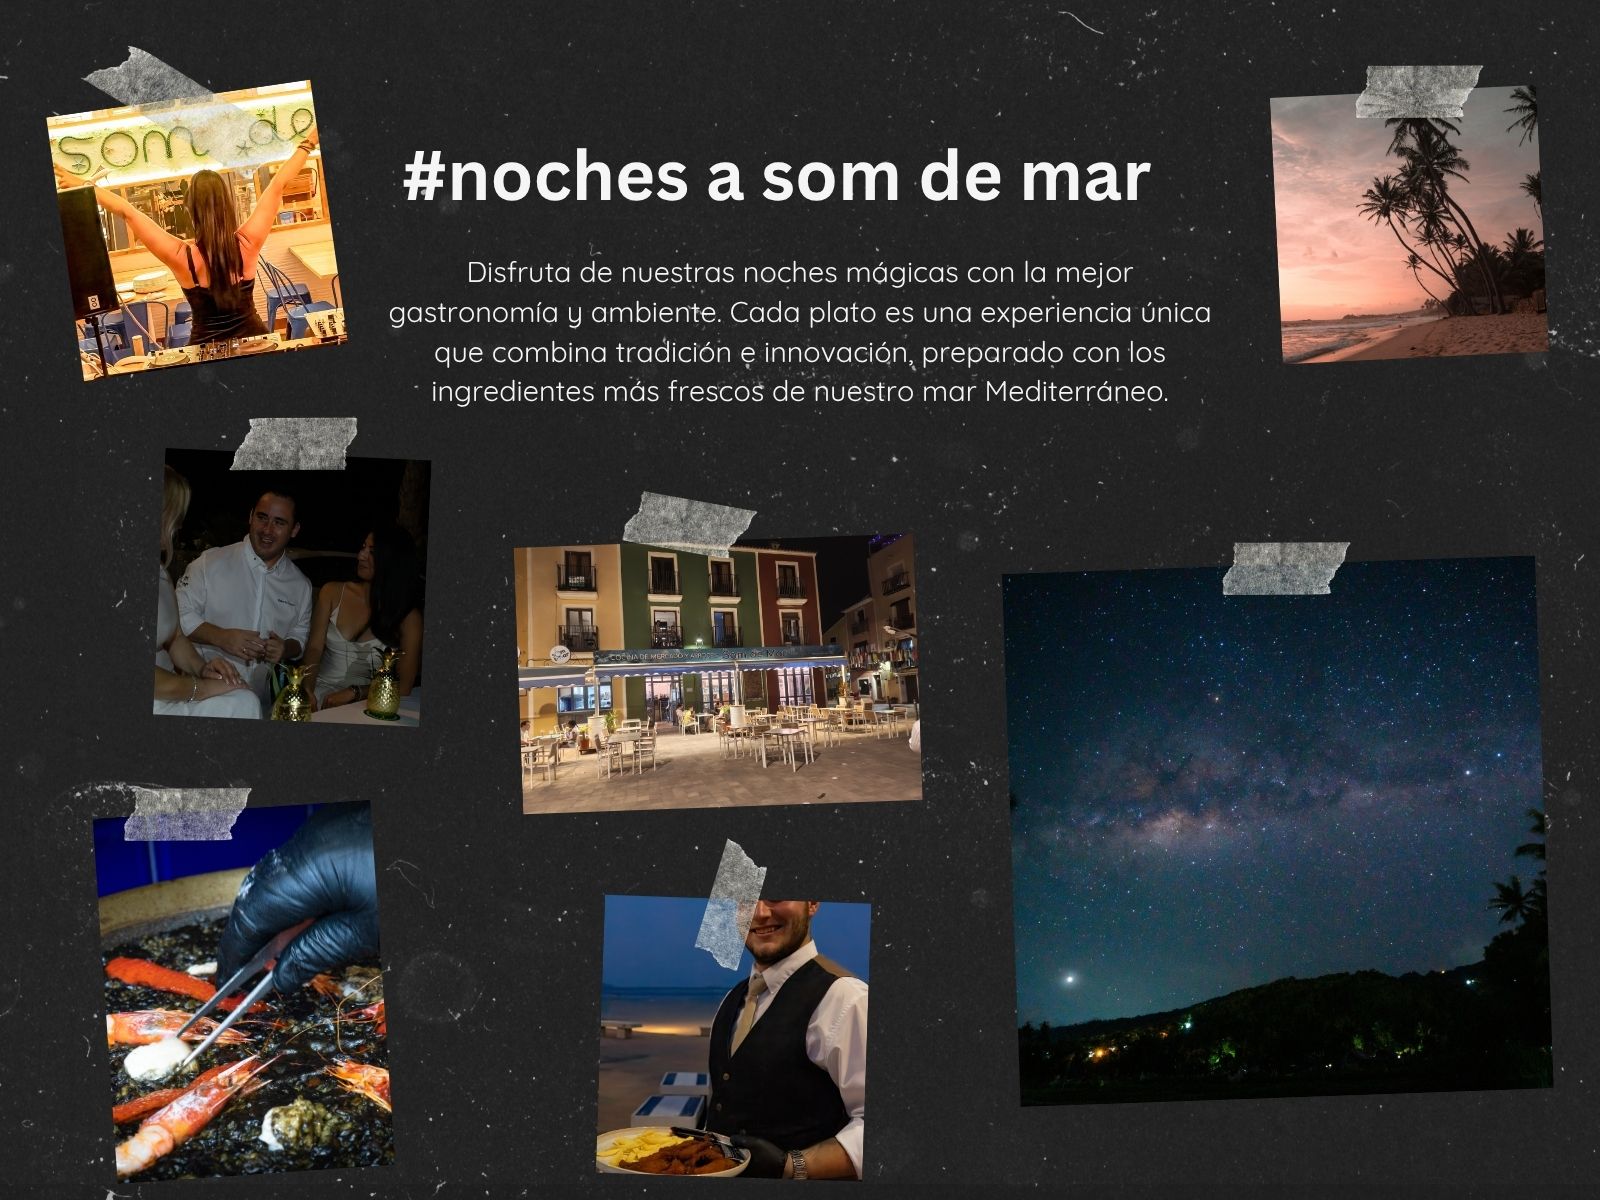 som de
#noches a som de mar
Disfruta de nuestras noches mágicas con la mejor
gastronomía y ambiente. Cada plato es una experiencia única
que combina tradición e innovación, preparado con los
ingredientes más frescos de nuestro mar Mediterráneo.
COCINA DE MERCADO Y ARROCES Som de Mar